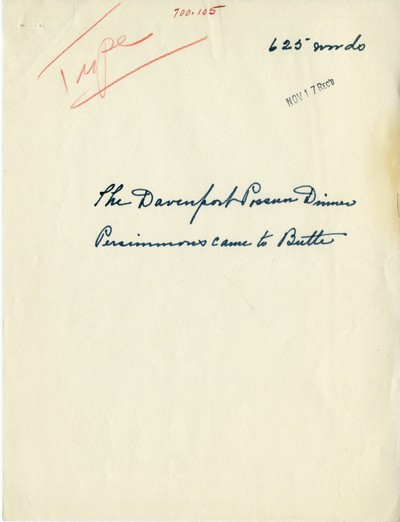 700.105
Type
625 words
NOV 17 REC'D
The Davenport Possum Dinner
Persimmons came to Butte